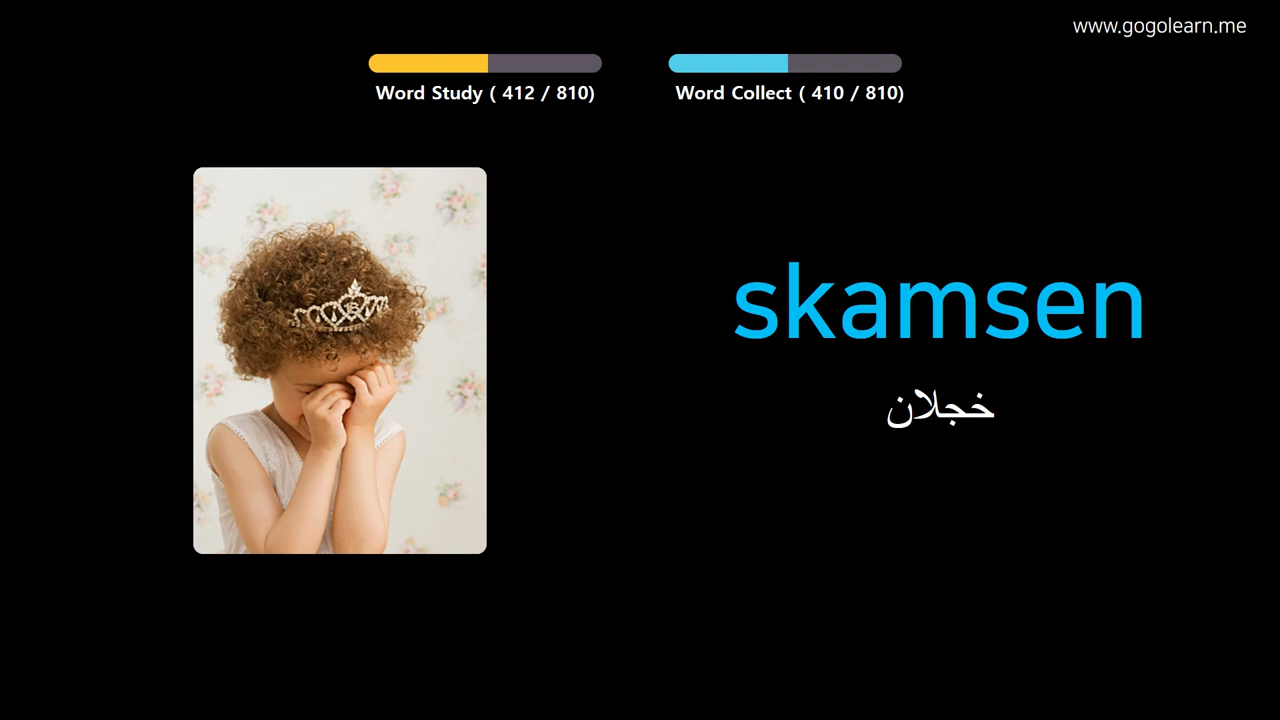 www.gogolearn.me
Word Study ( 412 / 810)
Word Collect ( 410 / 810)
skamsen
خجلان